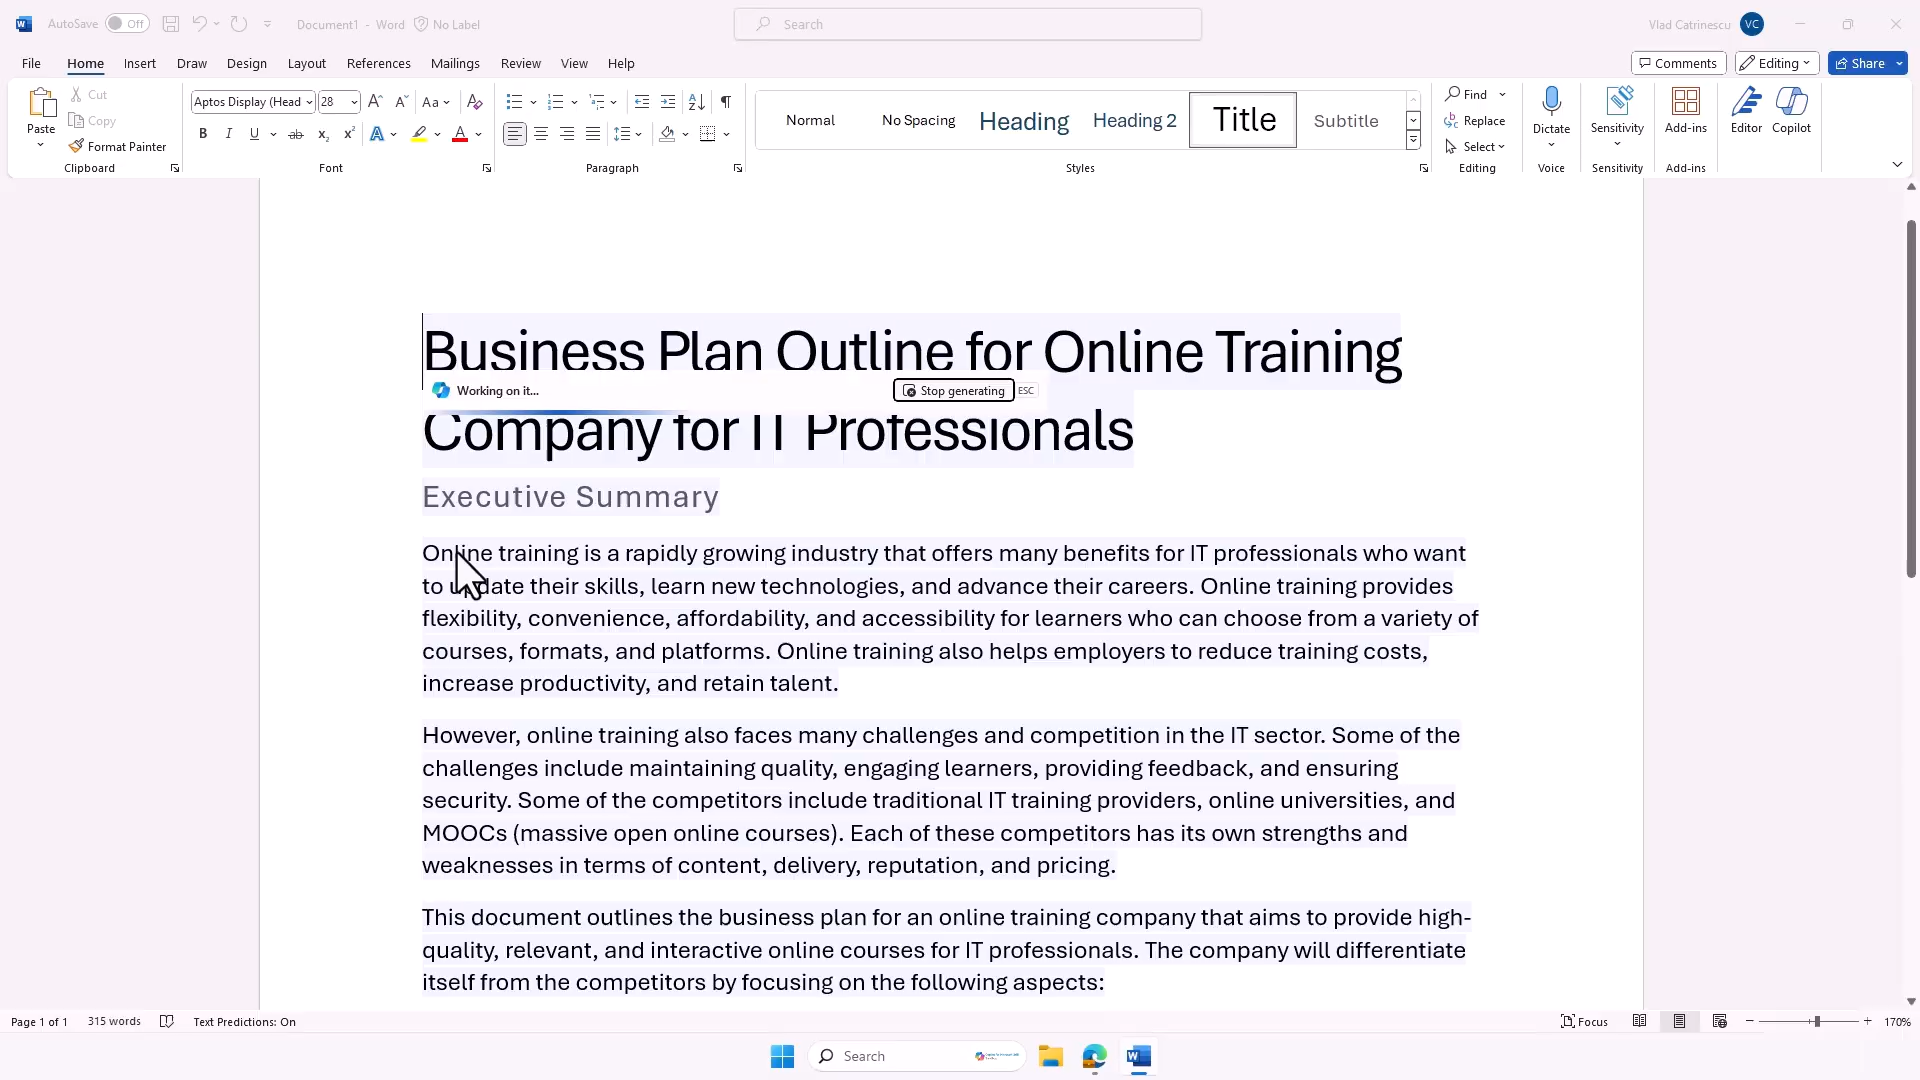 AutoSave Off Document1 - Word No Label Search Vlad Catrinescu VC
File Home Insert Draw Design Layout References Mailings Review View Help Comments Editing Share
Paste Cut Copy Format Painter Clipboard
Aptos Display (Head 28 Aa B I U ab x₂ x² A A Font
Paragraph
Normal No Spacing Heading Heading 2 Title Subtitle Styles
Find Replace Select Editing
Dictate Voice
Sensitivity Sensitivity
Add-ins Add-ins
Editor Copilot
Business Plan Outline for Online Training
Working on it... Stop generating ESC
Company for IT Professionals
Executive Summary
Online training is a rapidly growing industry that offers many benefits for IT professionals who want
to update their skills, learn new technologies, and advance their careers. Online training provides
flexibility, convenience, affordability, and accessibility for learners who can choose from a variety of
courses, formats, and platforms. Online training also helps employers to reduce training costs,
increase productivity, and retain talent.
However, online training also faces many challenges and competition in the IT sector. Some of the
challenges include maintaining quality, engaging learners, providing feedback, and ensuring
security. Some of the competitors include traditional IT training providers, online universities, and
MOOCs (massive open online courses). Each of these competitors has its own strengths and
weaknesses in terms of content, delivery, reputation, and pricing.
This document outlines the business plan for an online training company that aims to provide high-
quality, relevant, and interactive online courses for IT professionals. The company will differentiate
itself from the competitors by focusing on the following aspects:
Page 1 of 1 315 words Text Predictions: On Focus 170%
Search